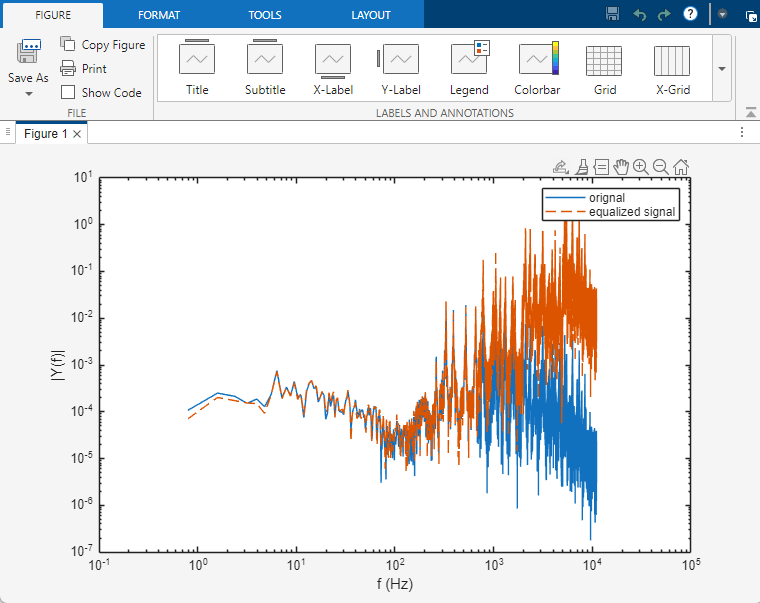 FIGURE FORMAT TOOLS LAYOUT
Save As
Copy Figure
Print
Show Code
FILE
Title Subtitle X-Label Y-Label Legend Colorbar Grid X-Grid
LABELS AND ANNOTATIONS
Figure 1
orignal
equalized signal
10^1
10^0
10^-1
10^-2
10^-3
10^-4
10^-5
10^-6
10^-7
|Y(f)|
10^-1 10^0 10^1 10^2 10^3 10^4 10^5
f (Hz)